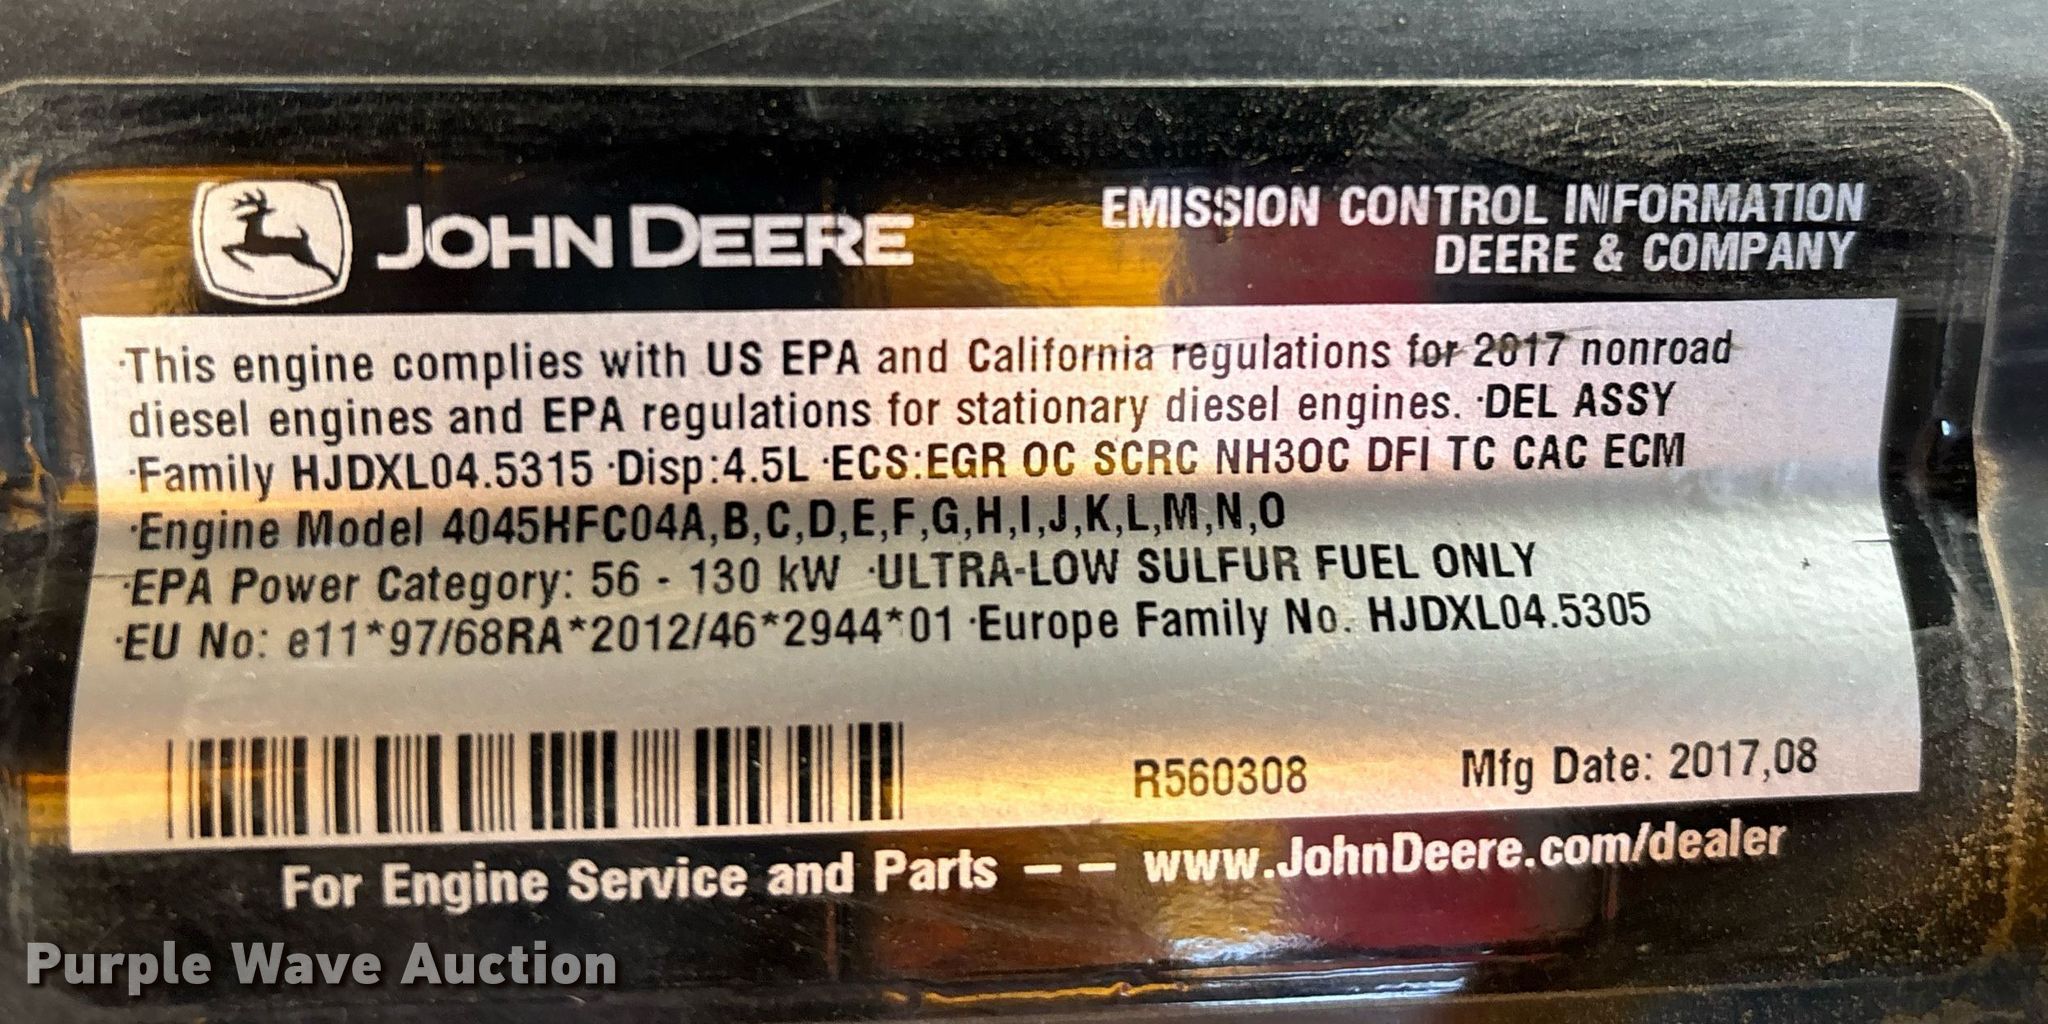 JOHN DEERE
EMISSION CONTROL INFORMATION
DEERE & COMPANY
·This engine complies with US EPA and California regulations for 2017 nonroad
diesel engines and EPA regulations for stationary diesel engines. ·DEL ASSY
·Family HJDXL04.5315 ·Disp:4.5L ·ECS:EGR OC SCRC NH3OC DFI TC CAC ECM
·Engine Model 4045HFC04A,B,C,D,E,F,G,H,I,J,K,L,M,N,O
·EPA Power Category: 56 - 130 kW ·ULTRA-LOW SULFUR FUEL ONLY
·EU No: e11*97/68RA*2012/46*2944*01 ·Europe Family No. HJDXL04.5305
R560308 Mfg Date: 2017,08
For Engine Service and Parts – – www.JohnDeere.com/dealer
Purple Wave Auction